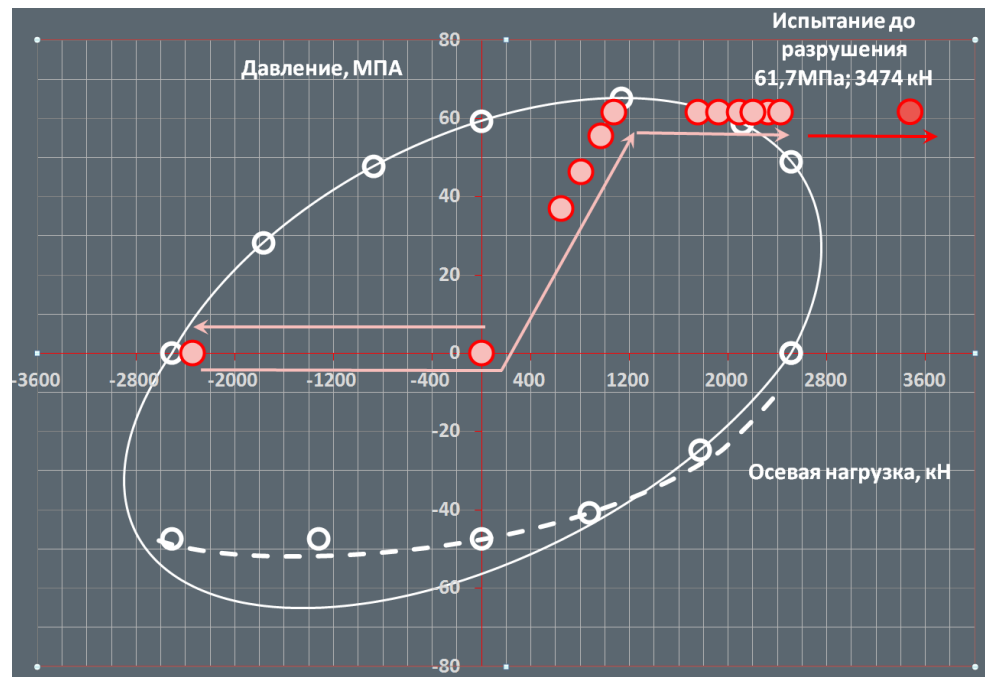 Испытание до
разрушения
61,7МПа; 3474 кН
Давление, МПА
80
60
40
20
0
-3600 -2800 -2000 -1200 -400 400 1200 2000 2800 3600
-20
Осевая нагрузка, кН
-40
-60
-80